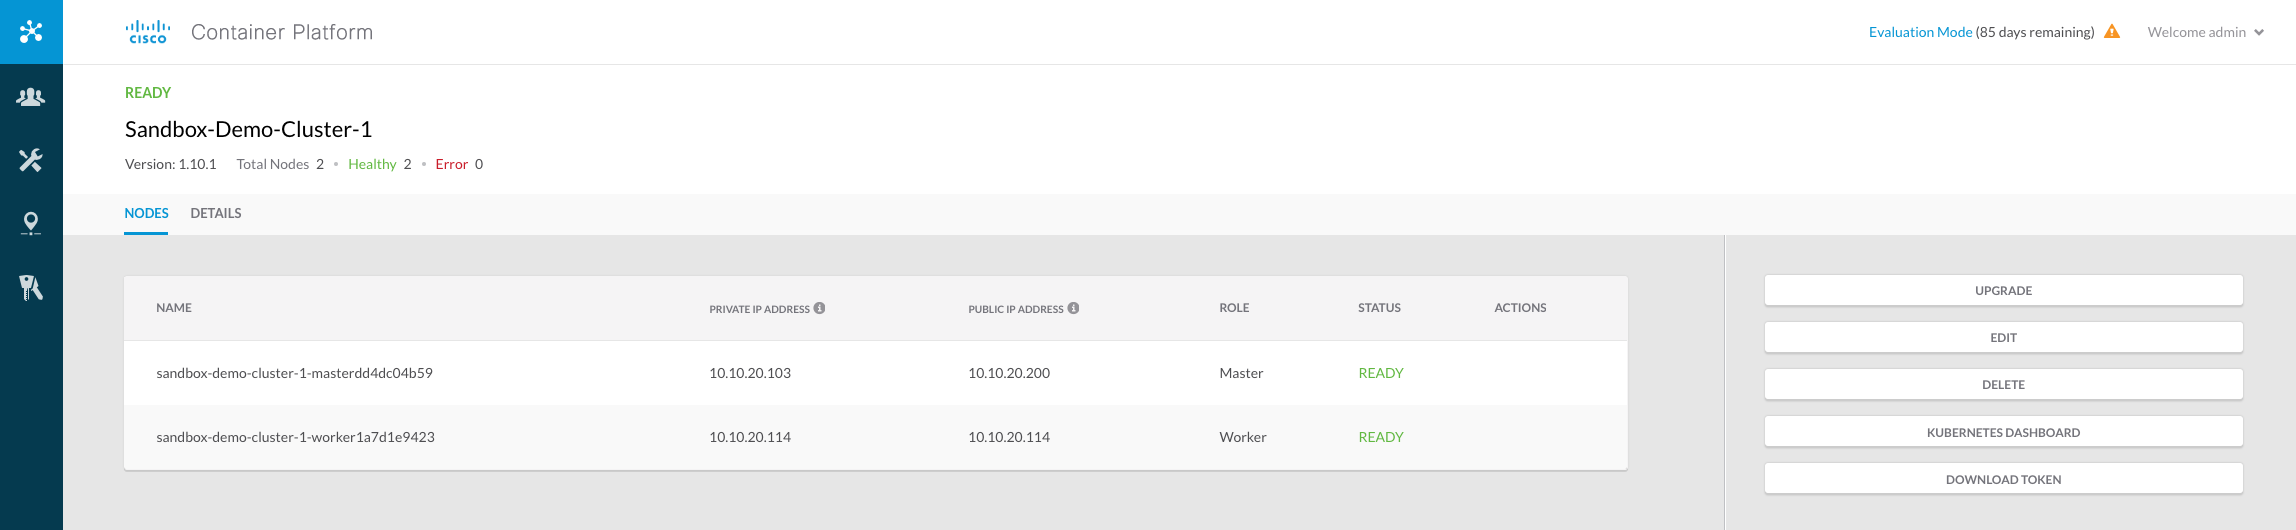 CISCO Container Platform Evaluation Mode (85 days remaining) Welcome admin
READY
Sandbox-Demo-Cluster-1
Version: 1.10.1 Total Nodes 2 • Healthy 2 • Error 0
NODES DETAILS
NAME PRIVATE IP ADDRESS PUBLIC IP ADDRESS ROLE STATUS ACTIONS
sandbox-demo-cluster-1-masterdd4dc04b59 10.10.20.103 10.10.20.200 Master READY
sandbox-demo-cluster-1-worker1a7d1e9423 10.10.20.114 10.10.20.114 Worker READY
UPGRADE
EDIT
DELETE
KUBERNETES DASHBOARD
DOWNLOAD TOKEN